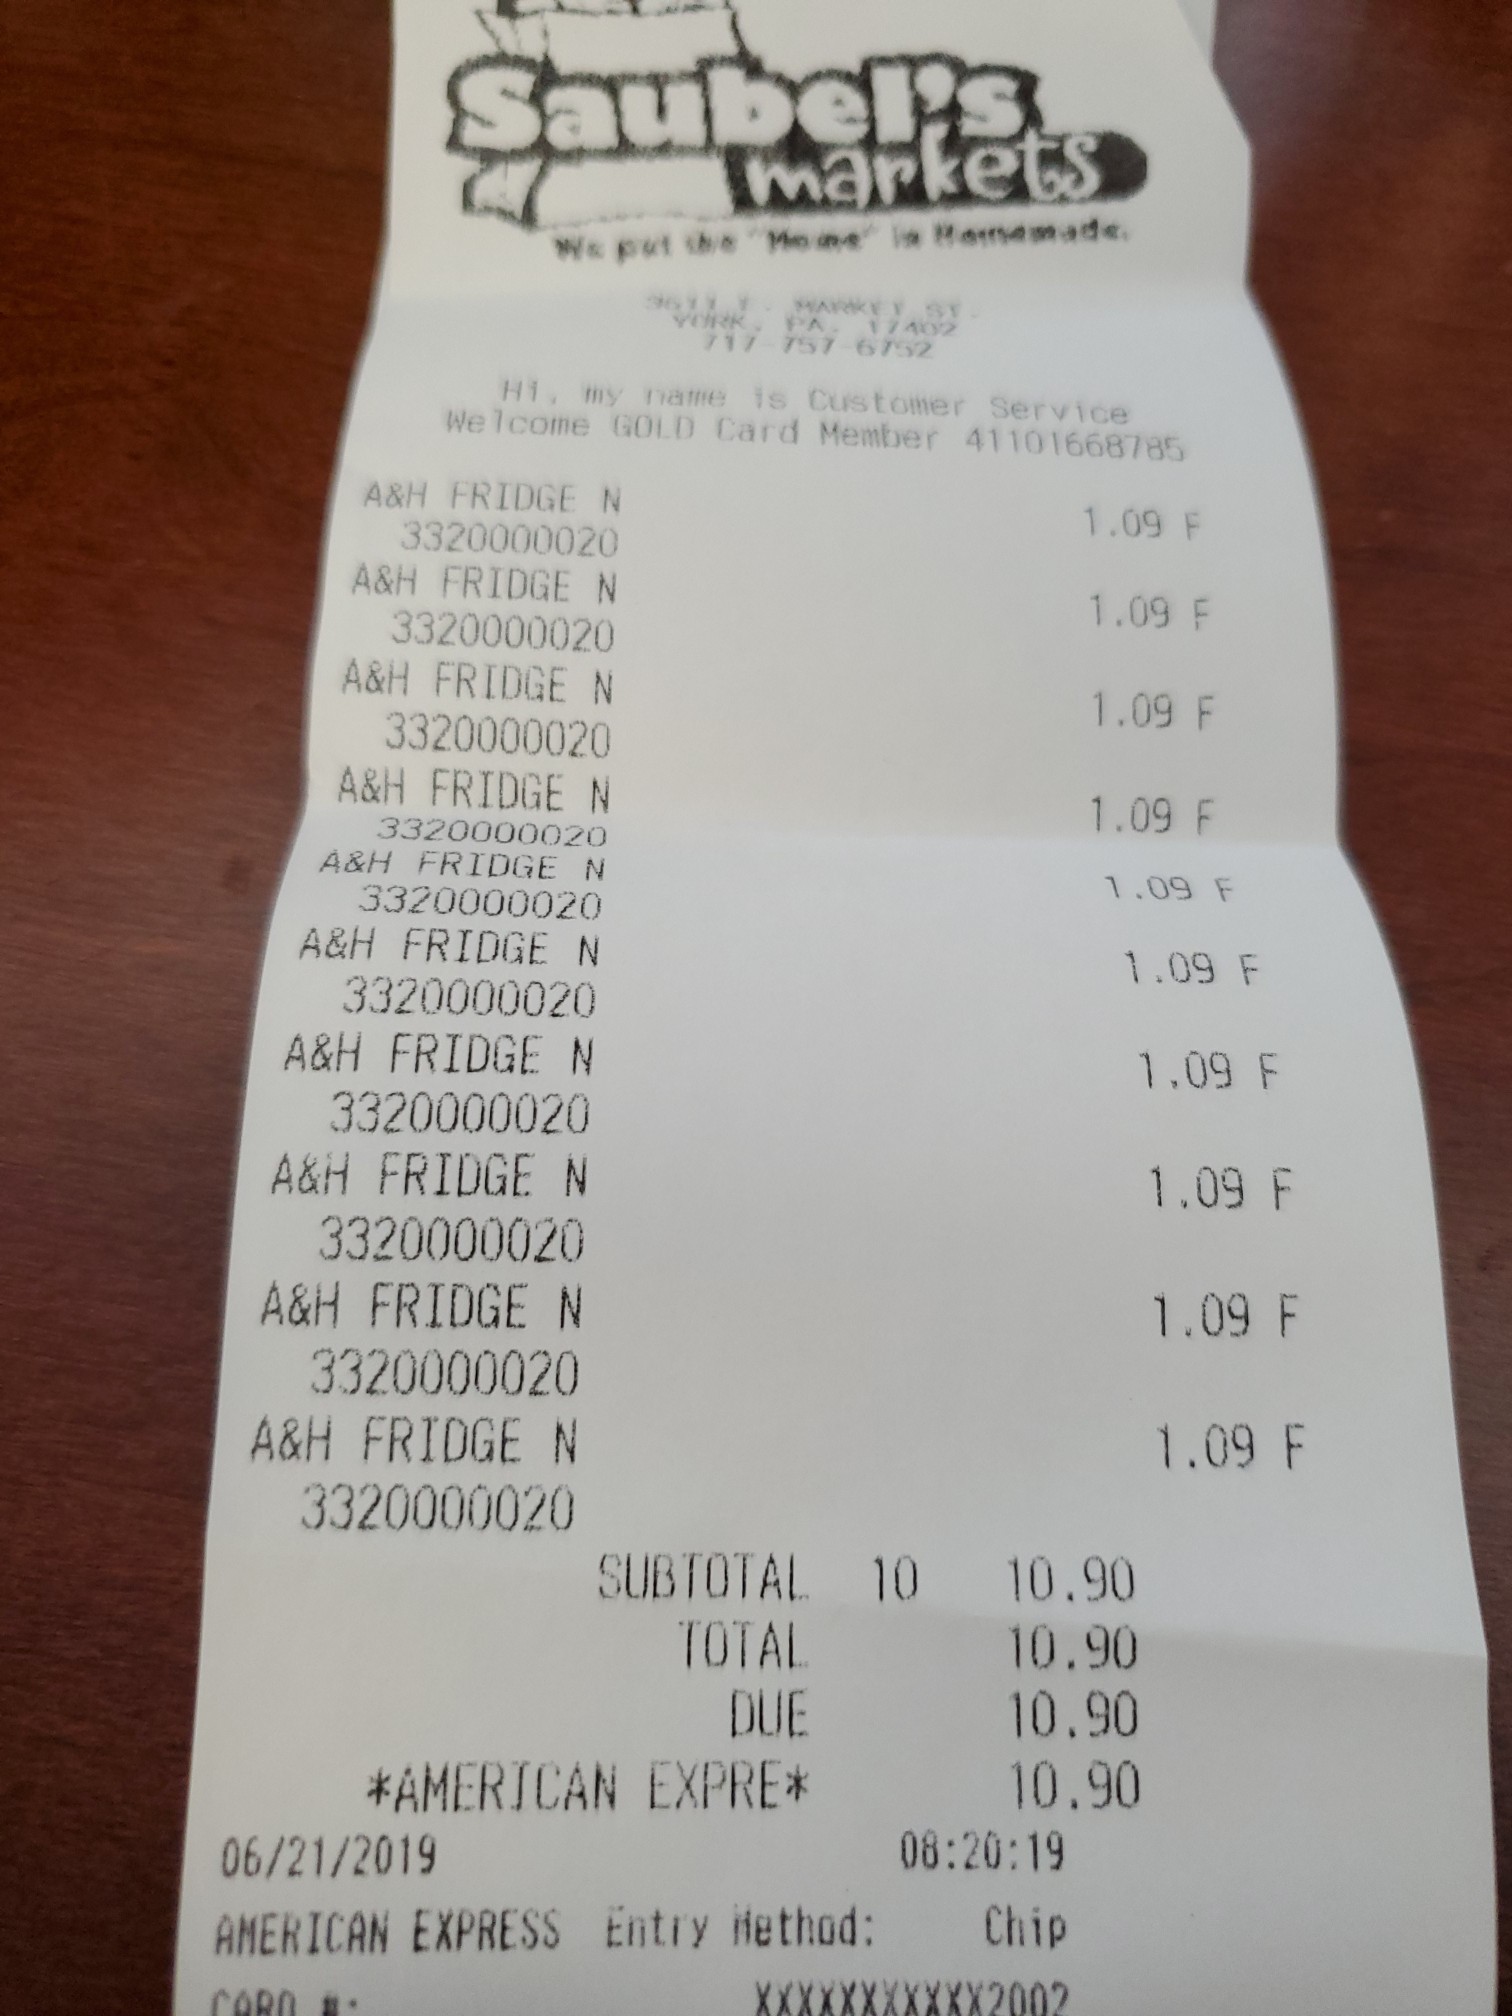 Saubel's
markets
We put the "Home" in Homemade.
3611 E. MARKET ST.
YORK, PA. 17402
717-757-6752
Hi, my name is Customer Service
Welcome GOLD Card Member 41101668785
A&H FRIDGE N 1.09 F
3320000020
A&H FRIDGE N 1.09 F
3320000020
A&H FRIDGE N 1.09 F
3320000020
A&H FRIDGE N 1.09 F
3320000020
A&H FRIDGE N 1.09 F
3320000020
A&H FRIDGE N 1.09 F
3320000020
A&H FRIDGE N 1.09 F
3320000020
A&H FRIDGE N 1.09 F
3320000020
A&H FRIDGE N 1.09 F
3320000020
A&H FRIDGE N 1.09 F
3320000020
SUBTOTAL 10 10.90
TOTAL 10.90
DUE 10.90
*AMERICAN EXPRE* 10.90
06/21/2019 08:20:19
AMERICAN EXPRESS Entry Method: Chip
CARD #: XXXXXXXXXXX2002